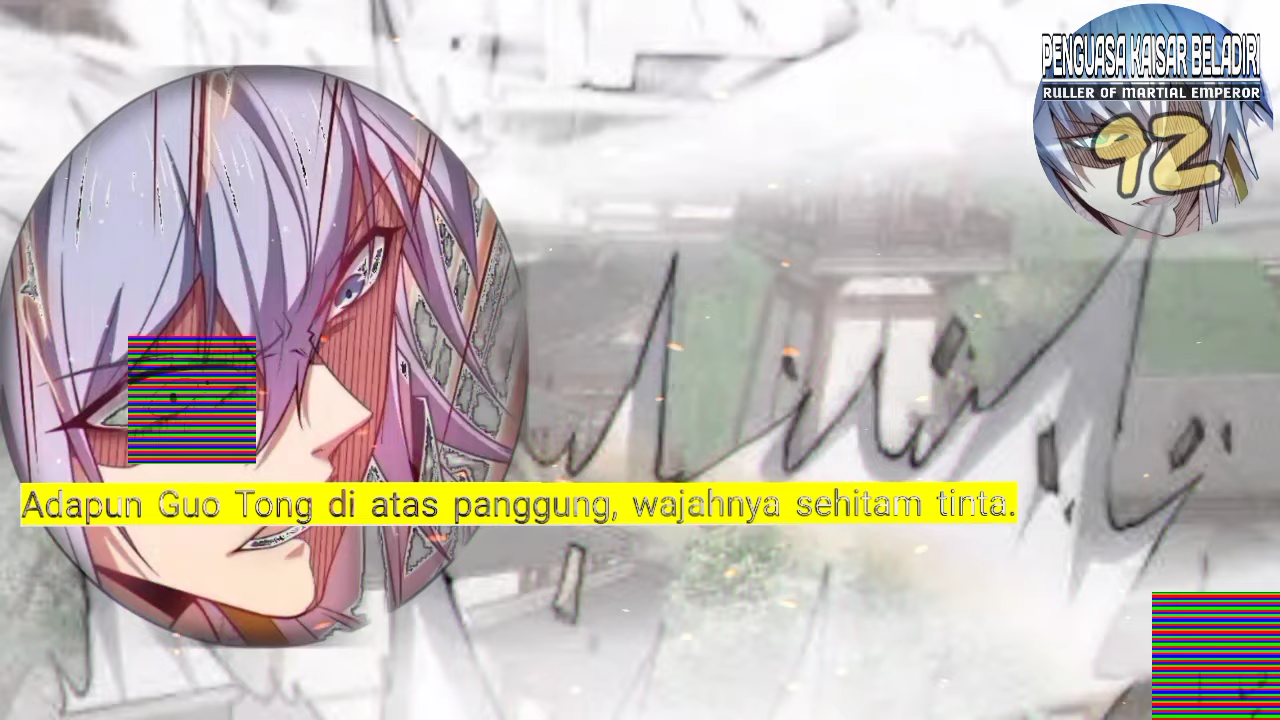 PENGUASA KAISAR BELADIRI
RULLER OF MARTIAL EMPEROR
92
Adapun Guo Tong di atas panggung, wajahnya sehitam tinta.